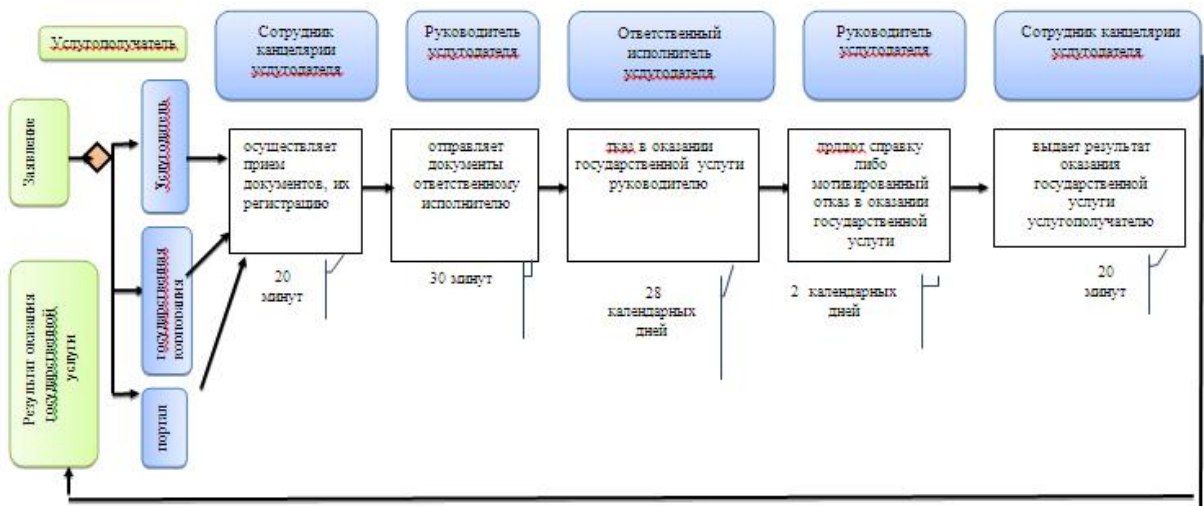 Услугополучатель
Сотрудник
канцелярии
услугодателя
Руководитель
услугодателя
Ответственный
исполнитель
услугодателя
Руководитель
услугодателя
Сотрудник канцелярии
услугодателя
Заявление
Услугодатель
государственная
корпорация
портал
Результат оказания
государственной
услуги
осуществляет
прием
документов, их
регистрацию
20
минут
отправляет
документы
ответственному
исполнителю
30 минут
тказ в оказании
государственной услуги
руководителю
28
календарных
дней
справку
либо
мотивированный
отказ в оказании
государственной
услуги
2 календарных
дней
выдает результат
оказания
государственной
услуги
услугополучателю
20
минут